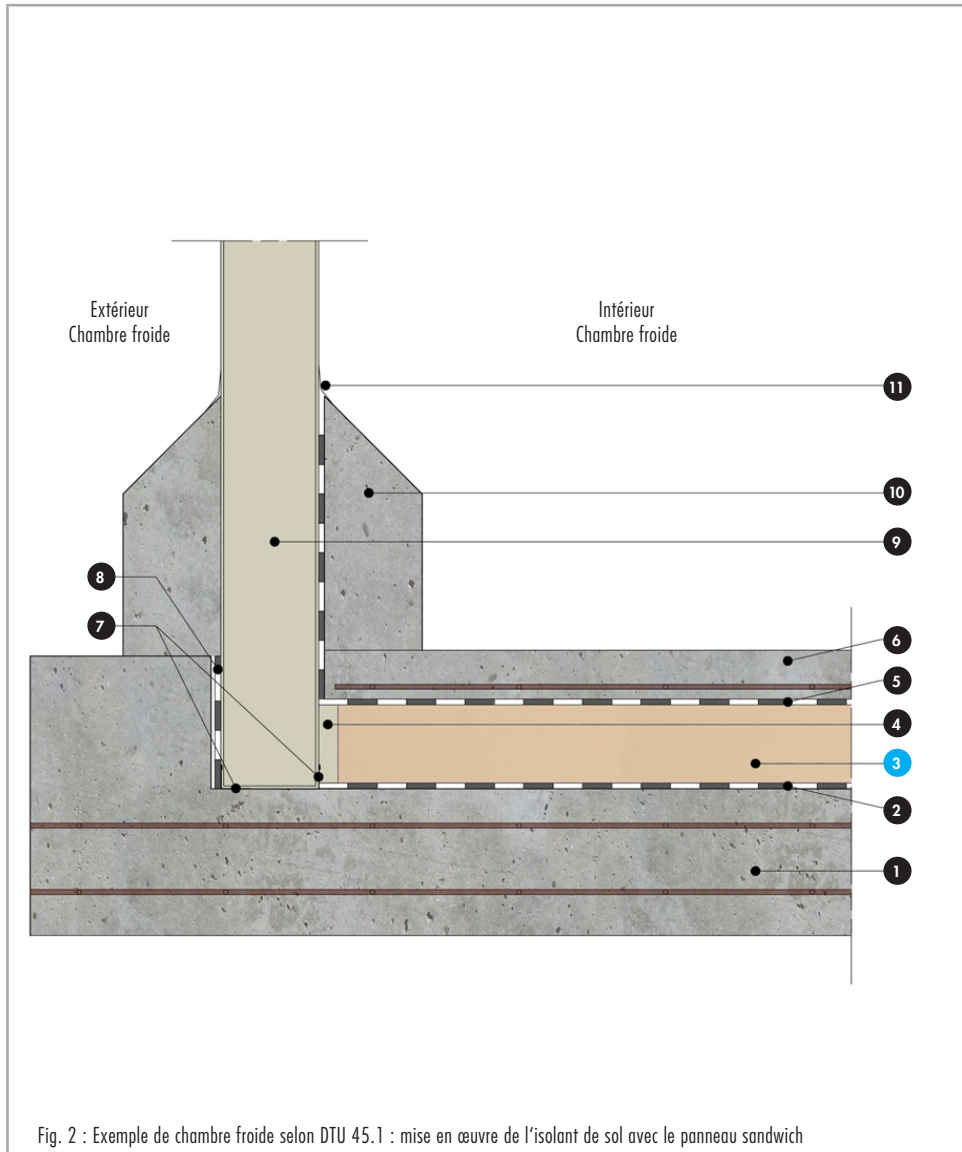 Extérieur
Chambre froide
Intérieur
Chambre froide
11
10
9
8
7
6
5
4
3
2
1
Fig. 2 : Exemple de chambre froide selon DTU 45.1 : mise en œuvre de l'isolant de sol avec le panneau sandwich